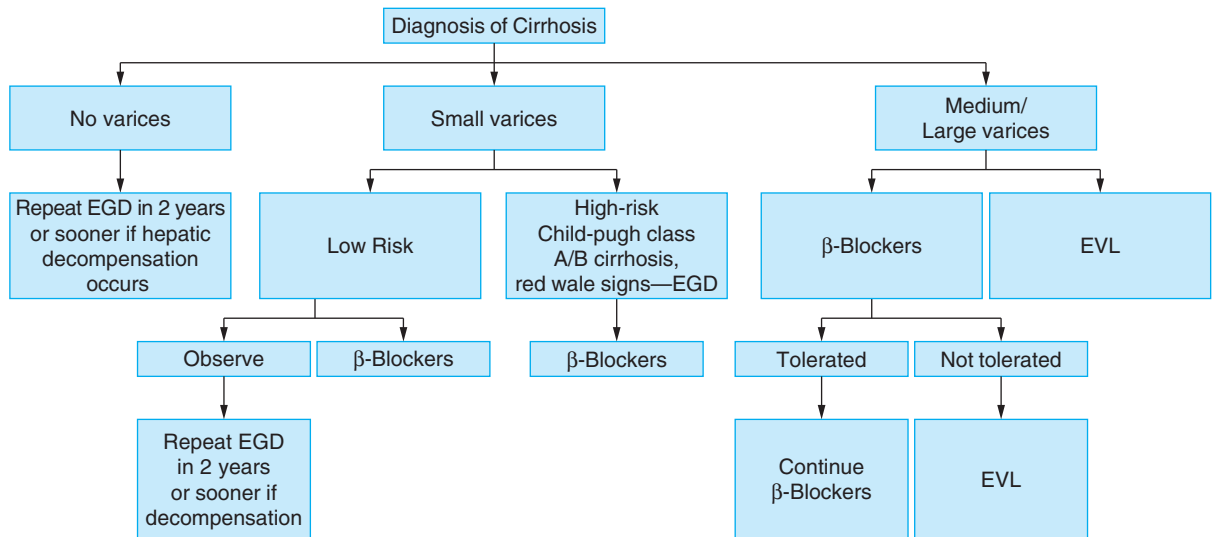 Diagnosis of Cirrhosis
No varices
Small varices
Medium/
Large varices
Repeat EGD in 2 years
or sooner if hepatic
decompensation
occurs
Low Risk
High-risk
Child-pugh class
A/B cirrhosis,
red wale signs—EGD
β-Blockers
EVL
Observe
β-Blockers
β-Blockers
Tolerated
Not tolerated
Repeat EGD
in 2 years
or sooner if
decompensation
Continue
β-Blockers
EVL